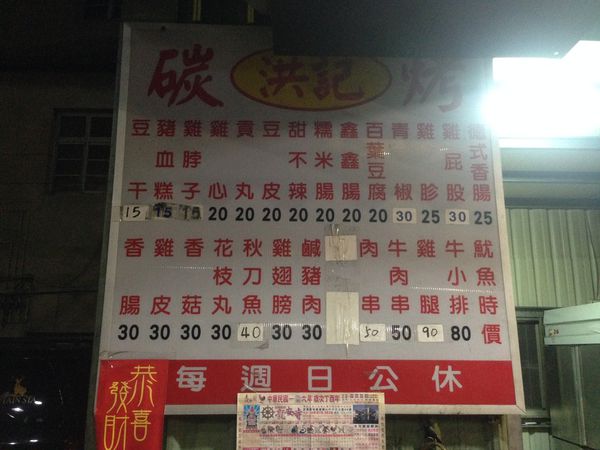 碳 洪記 烤
豆干 15
豬血糕 15
雞脖子 15
雞心 20
貢丸 20
豆皮 20
甜不辣 20
糯米腸 20
鑫鑫腸 20
百葉豆腐 20
青椒 30
雞胗 25
雞屁股 30
德式香腸 25
香腸 30
雞皮 30
香菇 30
花枝丸 30
秋刀魚 40
雞翅膀 30
鹹豬肉 30
肉串 50
牛肉串 50
雞腿 90
牛小排 80
魷魚時價
每週日公休
恭喜發財